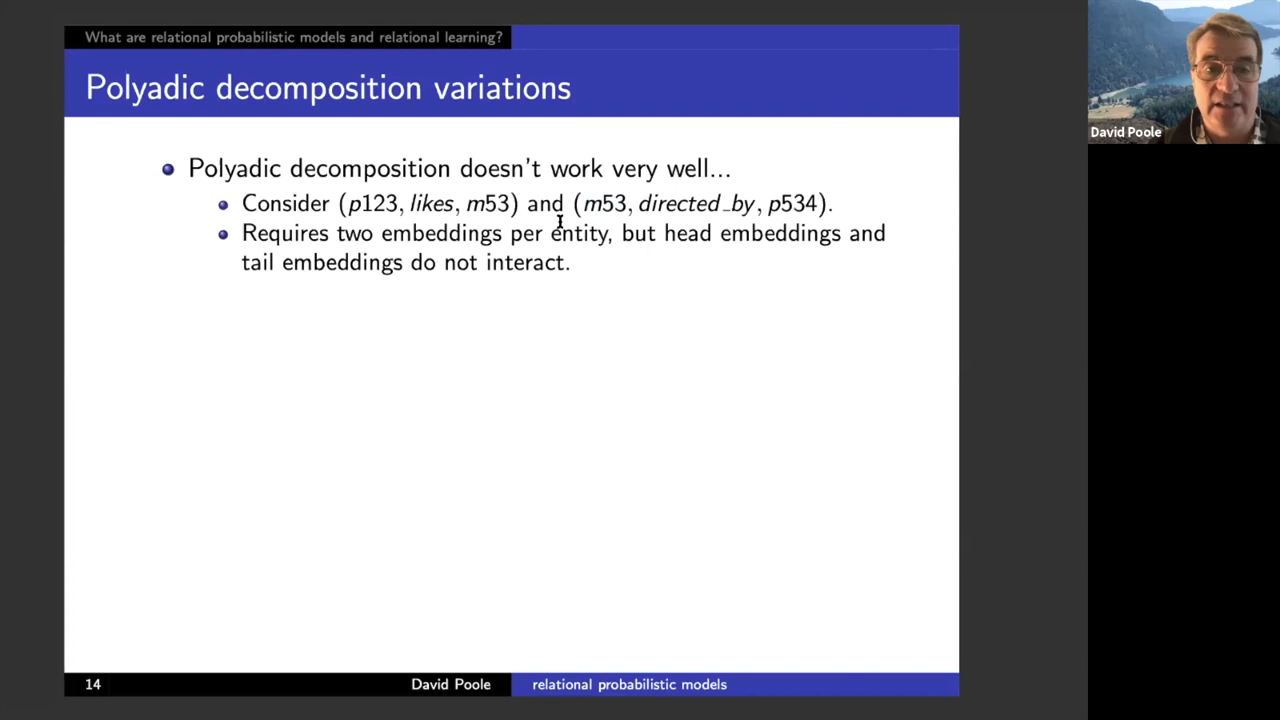 What are relational probabilistic models and relational learning?
Polyadic decomposition variations
Polyadic decomposition doesn't work very well...
Consider (p123, likes, m53) and (m53, directed_by, p534).
Requires two embeddings per entity, but head embeddings and
tail embeddings do not interact.
14
David Poole
relational probabilistic models
David Poole